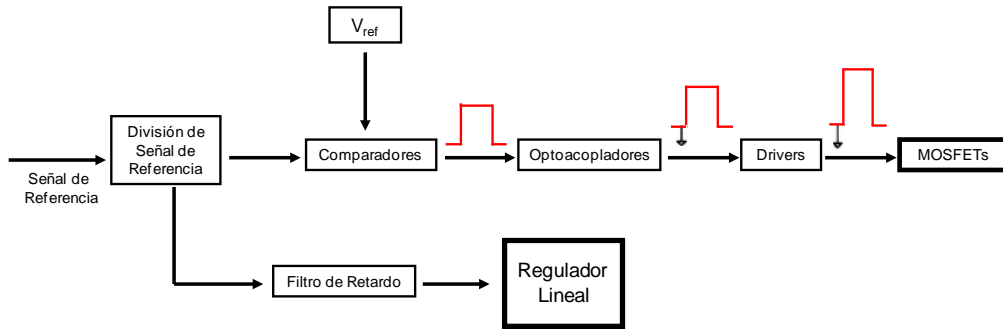 V_ref
División de
Señal de
Referencia
Comparadores
Optoacopladores
Drivers
MOSFETs
Señal de
Referencia
Filtro de Retardo
Regulador
Lineal